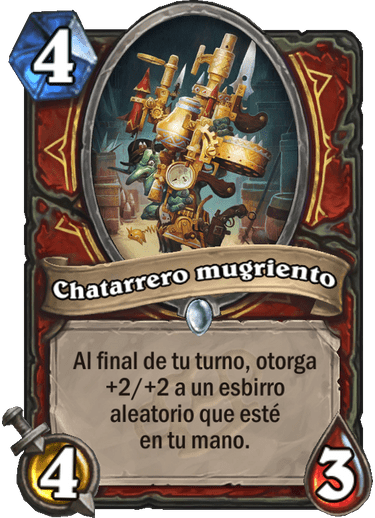 4
Chatarrero mugriento
Al final de tu turno, otorga
+2/+2 a un esbirro
aleatorio que esté
en tu mano.
4
3